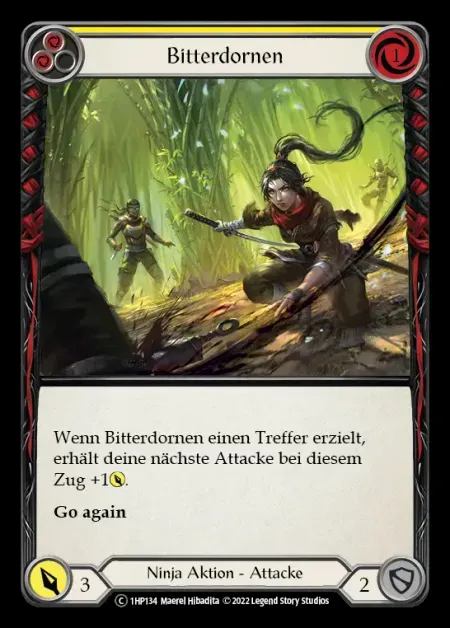 Bitterdornen
1
Wenn Bitterdornen einen Treffer erzielt,
erhält deine nächste Attacke bei diesem
Zug +1.
Go again
3
Ninja Aktion - Attacke
2
C 1HP134 Maerel Hibadita © 2022 Legend Story Studios